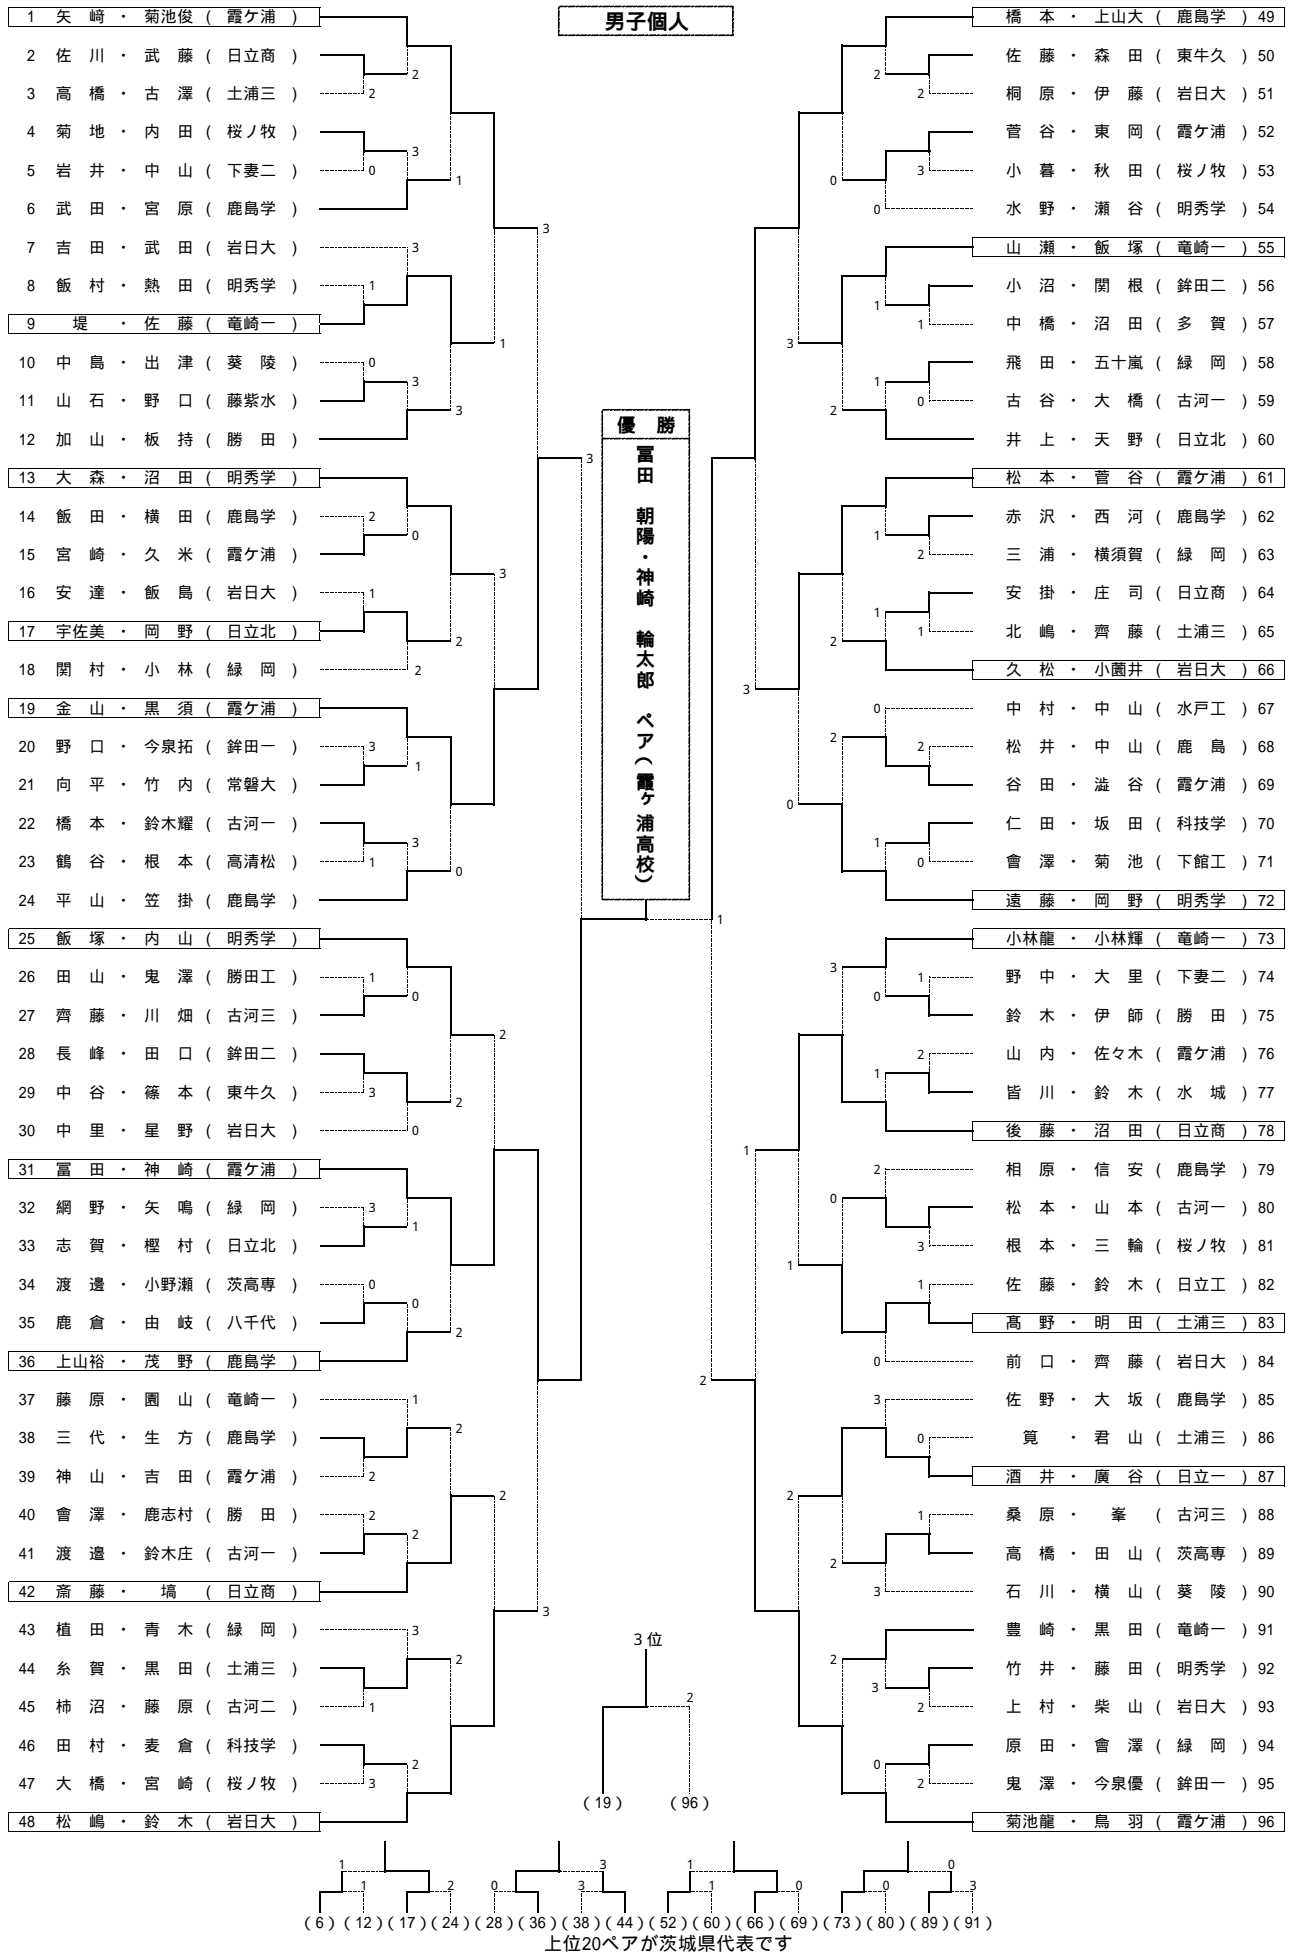 男子個人
1 矢 﨑 ・ 菊池俊 ( 霞ケ浦 )
2 佐 川 ・ 武 藤 ( 日立商 )
3 高 橋 ・ 古 澤 ( 土浦三 )
4 菊 地 ・ 内 田 ( 桜ノ牧 )
5 岩 井 ・ 中 山 ( 下妻二 )
6 武 田 ・ 宮 原 ( 鹿島学 )
7 吉 田 ・ 武 田 ( 岩日大 )
8 飯 村 ・ 熱 田 ( 明秀学 )
9 堤 ・ 佐 藤 ( 竜崎一 )
10 中 島 ・ 出 津 ( 葵 陵 )
11 山 石 ・ 野 口 ( 藤紫水 )
12 加 山 ・ 板 持 ( 勝 田 )
13 大 森 ・ 沼 田 ( 明秀学 )
14 飯 田 ・ 横 田 ( 鹿島学 )
15 宮 崎 ・ 久 米 ( 霞ケ浦 )
16 安 達 ・ 飯 島 ( 岩日大 )
17 宇佐美 ・ 岡 野 ( 日立北 )
18 関 村 ・ 小 林 ( 緑 岡 )
19 金 山 ・ 黒 須 ( 霞ケ浦 )
20 野 口 ・ 今泉拓 ( 鉾田一 )
21 向 平 ・ 竹 内 ( 常磐大 )
22 橋 本 ・ 鈴木耀 ( 古河一 )
23 鶴 谷 ・ 根 本 ( 高清松 )
24 平 山 ・ 笠 掛 ( 鹿島学 )
25 飯 塚 ・ 内 山 ( 明秀学 )
26 田 山 ・ 鬼 澤 ( 勝田工 )
27 齊 藤 ・ 川 畑 ( 古河三 )
28 長 峰 ・ 田 口 ( 鉾田二 )
29 中 谷 ・ 篠 本 ( 東牛久 )
30 中 里 ・ 星 野 ( 岩日大 )
31 冨 田 ・ 神 崎 ( 霞ケ浦 )
32 網 野 ・ 矢 鳴 ( 緑 岡 )
33 志 賀 ・ 樫 村 ( 日立北 )
34 渡 邊 ・ 小野瀬 ( 茨高専 )
35 鹿 倉 ・ 由 岐 ( 八千代 )
36 上山裕 ・ 茂 野 ( 鹿島学 )
37 藤 原 ・ 園 山 ( 竜崎一 )
38 三 代 ・ 生 方 ( 鹿島学 )
39 神 山 ・ 吉 田 ( 霞ケ浦 )
40 會 澤 ・ 鹿志村 ( 勝 田 )
41 渡 邉 ・ 鈴木庄 ( 古河一 )
42 斎 藤 ・ 塙 ( 日立商 )
43 植 田 ・ 青 木 ( 緑 岡 )
44 糸 賀 ・ 黒 田 ( 土浦三 )
45 柿 沼 ・ 藤 原 ( 古河二 )
46 田 村 ・ 麦 倉 ( 科技学 )
47 大 橋 ・ 宮 崎 ( 桜ノ牧 )
48 松 嶋 ・ 鈴 木 ( 岩日大 )
優 勝
冨田 朝陽・神崎 輪太郎 ペア(霞ヶ浦高校)
橋 本 ・ 上山大 ( 鹿島学 ) 49
佐 藤 ・ 森 田 ( 東牛久 ) 50
桐 原 ・ 伊 藤 ( 岩日大 ) 51
菅 谷 ・ 東 岡 ( 霞ケ浦 ) 52
小 暮 ・ 秋 田 ( 桜ノ牧 ) 53
水 野 ・ 瀬 谷 ( 明秀学 ) 54
山 瀬 ・ 飯 塚 ( 竜崎一 ) 55
小 沼 ・ 関 根 ( 鉾田二 ) 56
中 橋 ・ 沼 田 ( 多 賀 ) 57
飛 田 ・ 五十嵐 ( 緑 岡 ) 58
古 谷 ・ 大 橋 ( 古河一 ) 59
井 上 ・ 天 野 ( 日立北 ) 60
松 本 ・ 菅 谷 ( 霞ケ浦 ) 61
赤 沢 ・ 西 河 ( 鹿島学 ) 62
三 浦 ・ 横須賀 ( 緑 岡 ) 63
安 掛 ・ 庄 司 ( 日立商 ) 64
北 嶋 ・ 齊 藤 ( 土浦三 ) 65
久 松 ・ 小薗井 ( 岩日大 ) 66
中 村 ・ 中 山 ( 水戸工 ) 67
松 井 ・ 中 山 ( 鹿 島 ) 68
谷 田 ・ 澁 谷 ( 霞ケ浦 ) 69
仁 田 ・ 坂 田 ( 科技学 ) 70
會 澤 ・ 菊 池 ( 下館工 ) 71
遠 藤 ・ 岡 野 ( 明秀学 ) 72
小林龍 ・ 小林輝 ( 竜崎一 ) 73
野 中 ・ 大 里 ( 下妻二 ) 74
鈴 木 ・ 伊 師 ( 勝 田 ) 75
山 内 ・ 佐々木 ( 霞ケ浦 ) 76
皆 川 ・ 鈴 木 ( 水 城 ) 77
後 藤 ・ 沼 田 ( 日立商 ) 78
相 原 ・ 信 安 ( 鹿島学 ) 79
松 本 ・ 山 本 ( 古河一 ) 80
根 本 ・ 三 輪 ( 桜ノ牧 ) 81
佐 藤 ・ 鈴 木 ( 日立工 ) 82
髙 野 ・ 明 田 ( 土浦三 ) 83
前 口 ・ 齊 藤 ( 岩日大 ) 84
佐 野 ・ 大 坂 ( 鹿島学 ) 85
筧 ・ 君 山 ( 土浦三 ) 86
酒 井 ・ 廣 谷 ( 日立一 ) 87
桑 原 ・ 峯 ( 古河三 ) 88
高 橋 ・ 田 山 ( 茨高専 ) 89
石 川 ・ 横 山 ( 葵 陵 ) 90
豊 崎 ・ 黒 田 ( 竜崎一 ) 91
竹 井 ・ 藤 田 ( 明秀学 ) 92
上 村 ・ 柴 山 ( 岩日大 ) 93
原 田 ・ 會 澤 ( 緑 岡 ) 94
鬼 澤 ・ 今泉優 ( 鉾田一 ) 95
菊池龍 ・ 鳥 羽 ( 霞ケ浦 ) 96
3位
2
(19) (96)
1 3 1 0
1 2 0 3 1 0 0 3
(6)(12)(17)(24)(28)(36)(38)(44)(52)(60)(66)(69)(73)(80)(89)(91)
上位20ペアが茨城県代表です